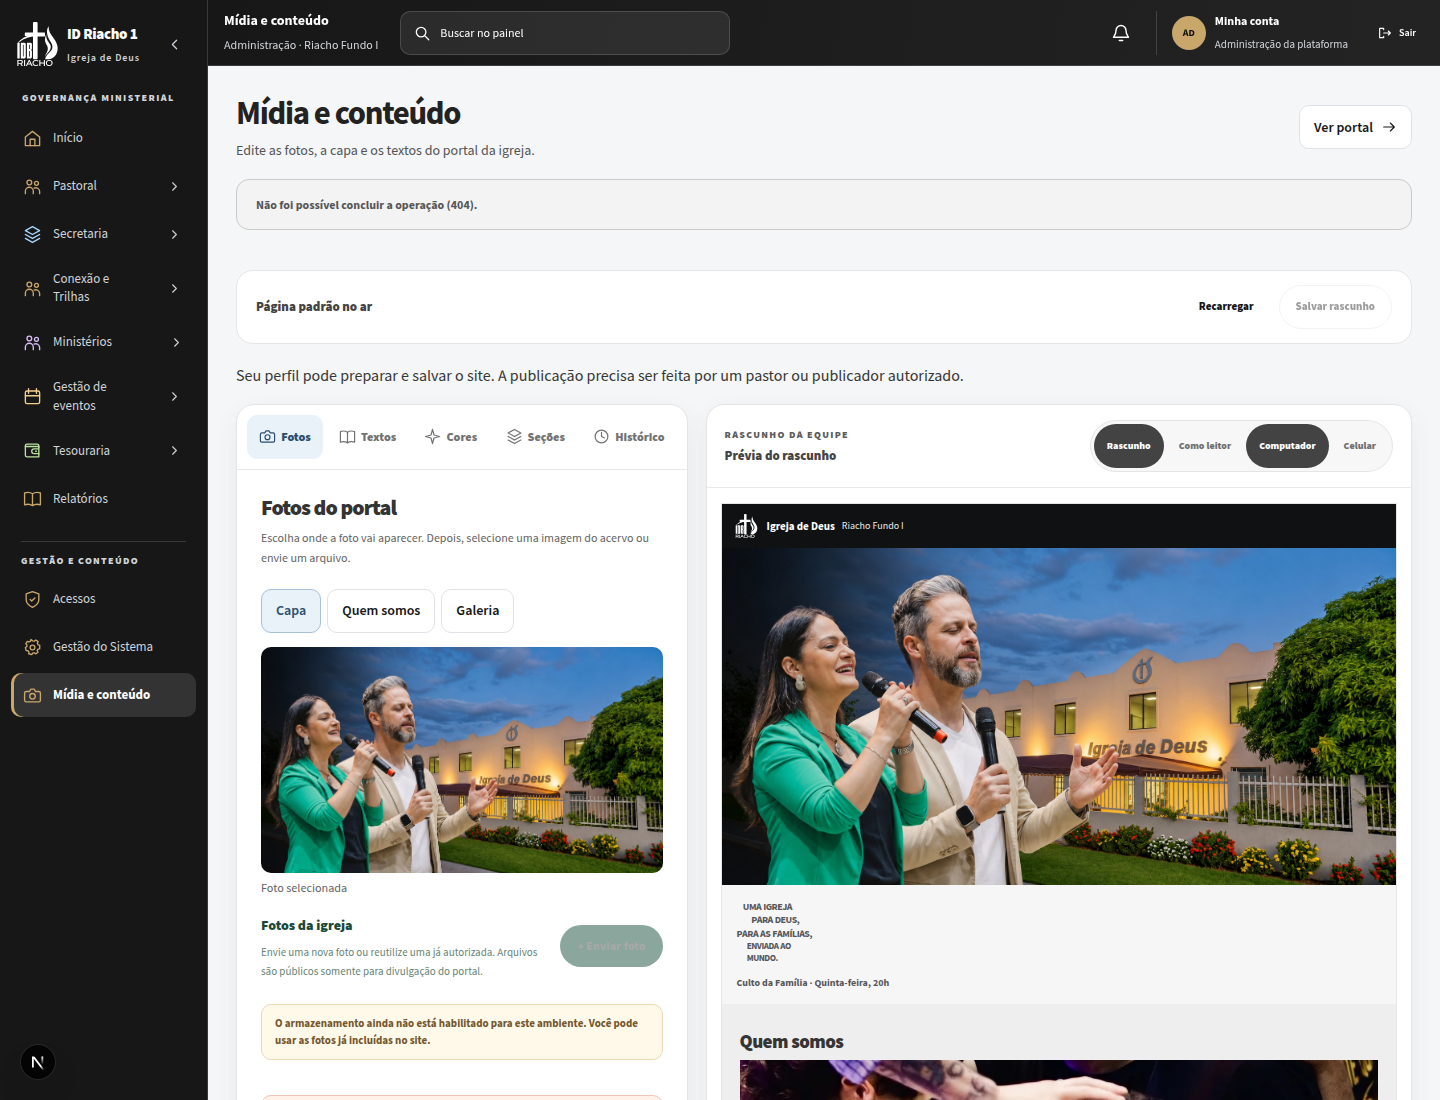 IDB
RIACHO
ID Riacho 1
Igreja de Deus
GOVERNANÇA MINISTERIAL
Início
Pastoral
Secretaria
Conexão e
Trilhas
Ministérios
Gestão de
eventos
Tesouraria
Relatórios
GESTÃO E CONTEÚDO
Acessos
Gestão do Sistema
Mídia e conteúdo
N
Mídia e conteúdo
Administração · Riacho Fundo I
Buscar no painel
AD
Minha conta
Administração da plataforma
Sair
Mídia e conteúdo
Edite as fotos, a capa e os textos do portal da igreja.
Ver portal
Não foi possível concluir a operação (404).
Página padrão no ar
Recarregar
Salvar rascunho
Seu perfil pode preparar e salvar o site. A publicação precisa ser feita por um pastor ou publicador autorizado.
Fotos
Textos
Cores
Seções
Histórico
Fotos do portal
Escolha onde a foto vai aparecer. Depois, selecione uma imagem do acervo ou
envie um arquivo.
Capa
Quem somos
Galeria
Igreja de Deus
Foto selecionada
Fotos da igreja
Envie uma nova foto ou reutilize uma já autorizada. Arquivos
são públicos somente para divulgação do portal.
+ Enviar foto
O armazenamento ainda não está habilitado para este ambiente. Você pode
usar as fotos já incluídas no site.
RASCUNHO DA EQUIPE
Prévia do rascunho
Rascunho
Como leitor
Computador
Celular
IDB
RIACHO
Igreja de Deus
Riacho Fundo I
Igreja de Deus
UMA IGREJA
PARA DEUS,
PARA AS FAMÍLIAS,
ENVIADA AO
MUNDO.
Culto da Família · Quinta-feira, 20h
Quem somos